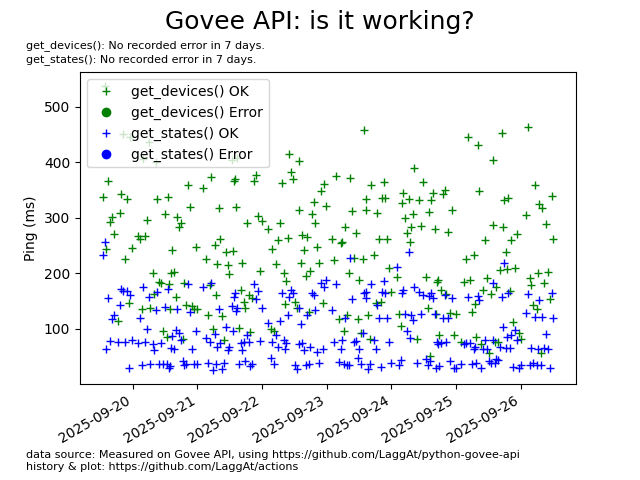 Govee API: is it working?
get_devices(): No recorded error in 7 days.
get_states(): No recorded error in 7 days.
get_devices() OK
get_devices() Error
get_states() OK
get_states() Error
Ping (ms)
500
400
300
200
100
2025-09-20
2025-09-21
2025-09-22
2025-09-23
2025-09-24
2025-09-25
2025-09-26
data source: Measured on Govee API, using https://github.com/LaggAt/python-govee-api
history & plot: https://github.com/LaggAt/actions